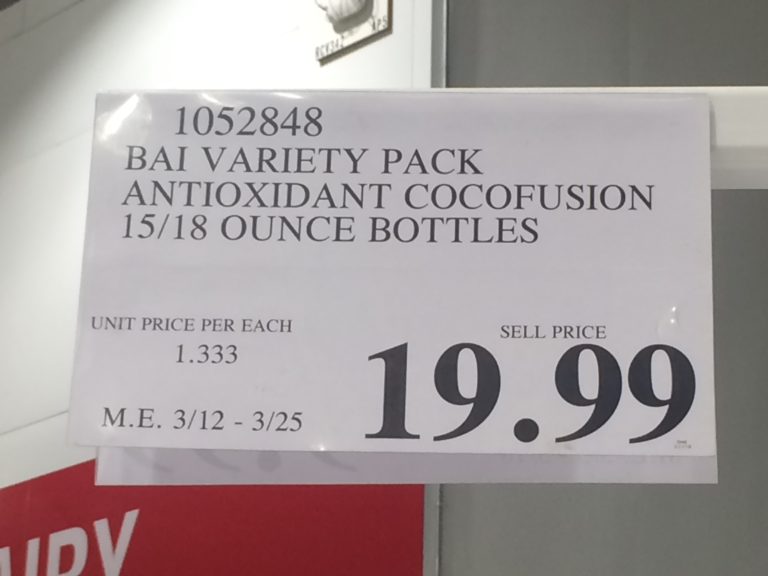 1052848
BAI VARIETY PACK
ANTIOXIDANT COCOFUSION
15/18 OUNCE BOTTLES
UNIT PRICE PER EACH
1.333
SELL PRICE
19.99
M.E. 3/12 - 3/25